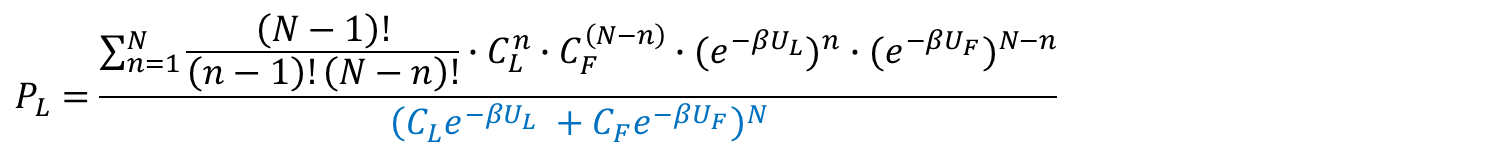 P_L = \frac{\sum_{n=1}^{N} \frac{(N-1)!}{(n-1)!(N-n)!} \cdot C_L^n \cdot C_F^{(N-n)} \cdot (e^{-\beta U_L})^n \cdot (e^{-\beta U_F})^{N-n}}{(C_L e^{-\beta U_L} + C_F e^{-\beta U_F})^N}